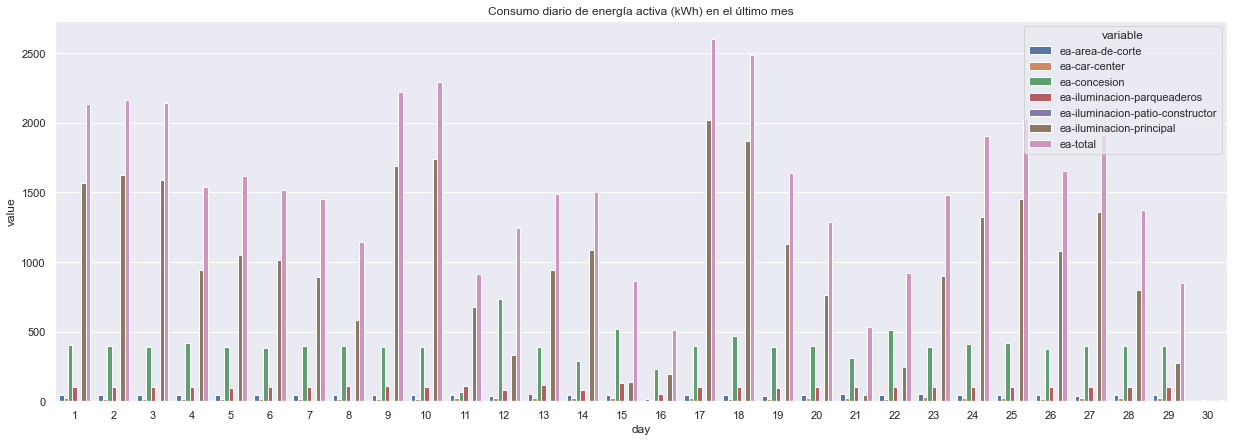 Consumo diario de energía activa (kWh) en el último mes
variable
ea-area-de-corte
ea-car-center
ea-concesion
ea-iluminacion-parqueaderos
ea-iluminacion-patio-constructor
ea-iluminacion-principal
ea-total
value
2500
2000
1500
1000
500
0
1 2 3 4 5 6 7 8 9 10 11 12 13 14 15 16 17 18 19 20 21 22 23 24 25 26 27 28 29 30
day